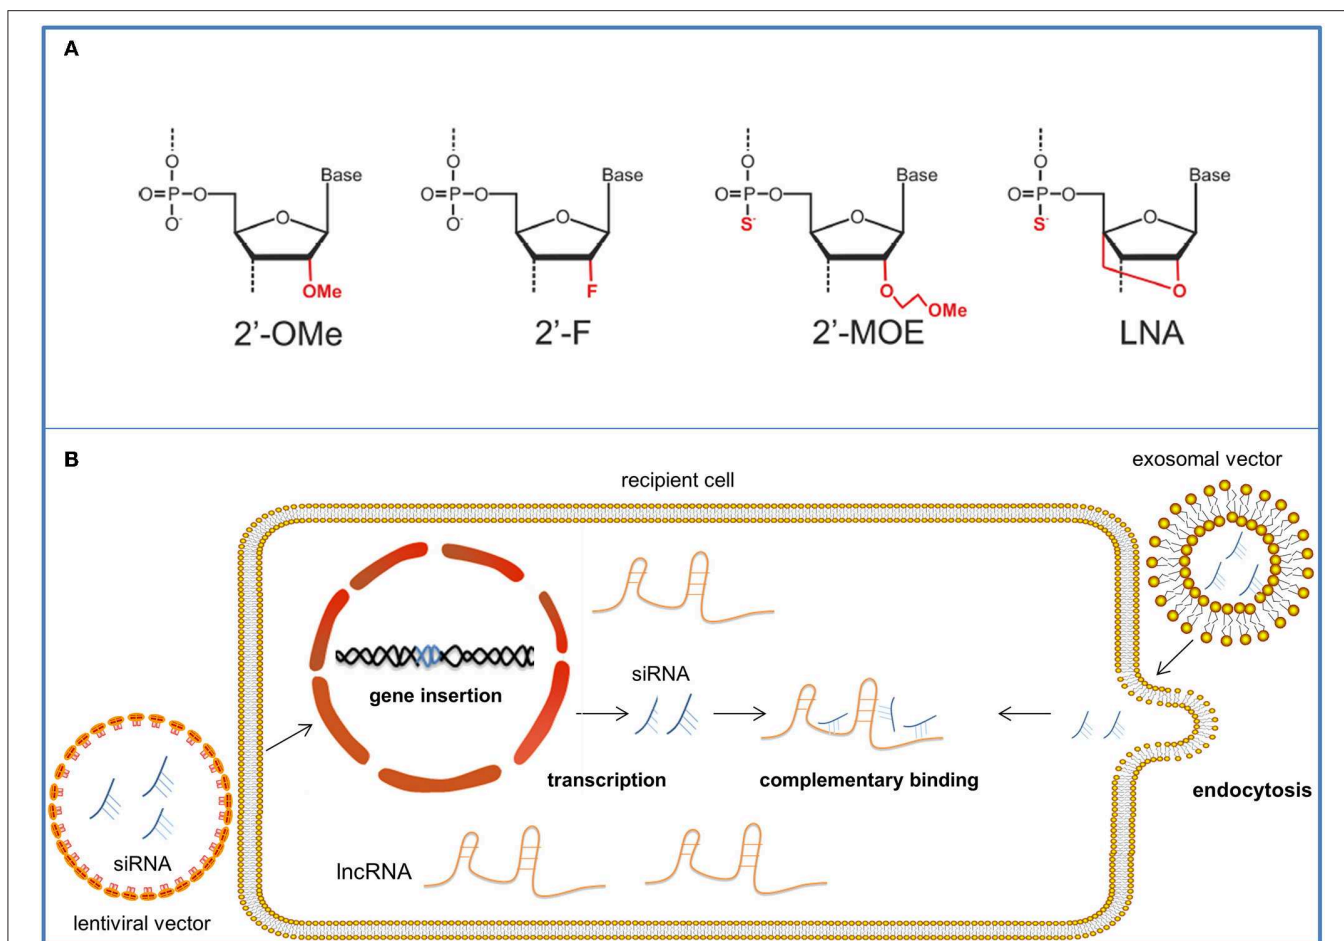 A
O
O=P-O
O-
O
Base
OMe
2’-OMe
O
O=P-O
O-
O
Base
F
2’-F
O
O=P-O
S-
O
Base
O
OMe
2’-MOE
O
O=P-O
S-
O
Base
O
LNA
B
recipient cell
exosomal vector
gene insertion
siRNA
transcription
complementary binding
endocytosis
siRNA
lentiviral vector
lncRNA